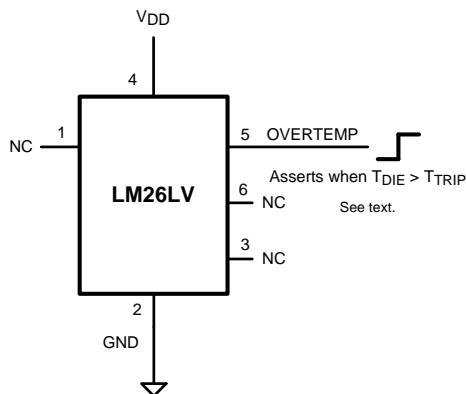 VDD
4
1
NC
5 OVERTEMP
Asserts when TDIE > TTRIP
LM26LV
6
NC
See text.
3
NC
2
GND